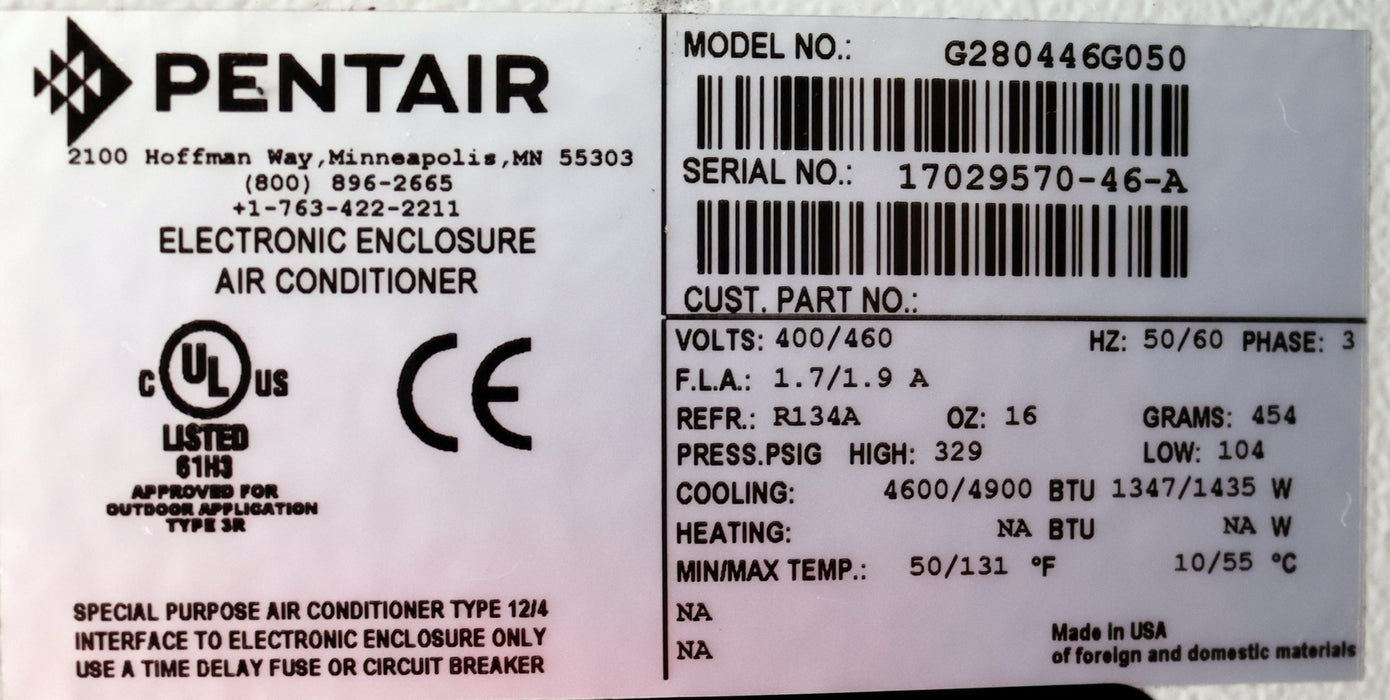 PENTAIR
2100 Hoffman Way,Minneapolis,MN 55303
(800) 896-2665
+1-763-422-2211
ELECTRONIC ENCLOSURE
AIR CONDITIONER
C UL US
LISTED
61H3
APPROVED FOR
OUTDOOR APPLICATION
TYPE 3R
CE
SPECIAL PURPOSE AIR CONDITIONER TYPE 12/4
INTERFACE TO ELECTRONIC ENCLOSURE ONLY
USE A TIME DELAY FUSE OR CIRCUIT BREAKER
MODEL NO.: G280446G050
SERIAL NO.: 17029570-46-A
CUST. PART NO.:
VOLTS: 400/460 HZ: 50/60 PHASE: 3
F.L.A.: 1.7/1.9 A
REFR.: R134A OZ: 16 GRAMS: 454
PRESS.PSIG HIGH: 329 LOW: 104
COOLING: 4600/4900 BTU 1347/1435 W
HEATING: NA BTU NA W
MIN/MAX TEMP.: 50/131 °F 10/55 °C
NA
NA
Made in USA
of foreign and domestic materials